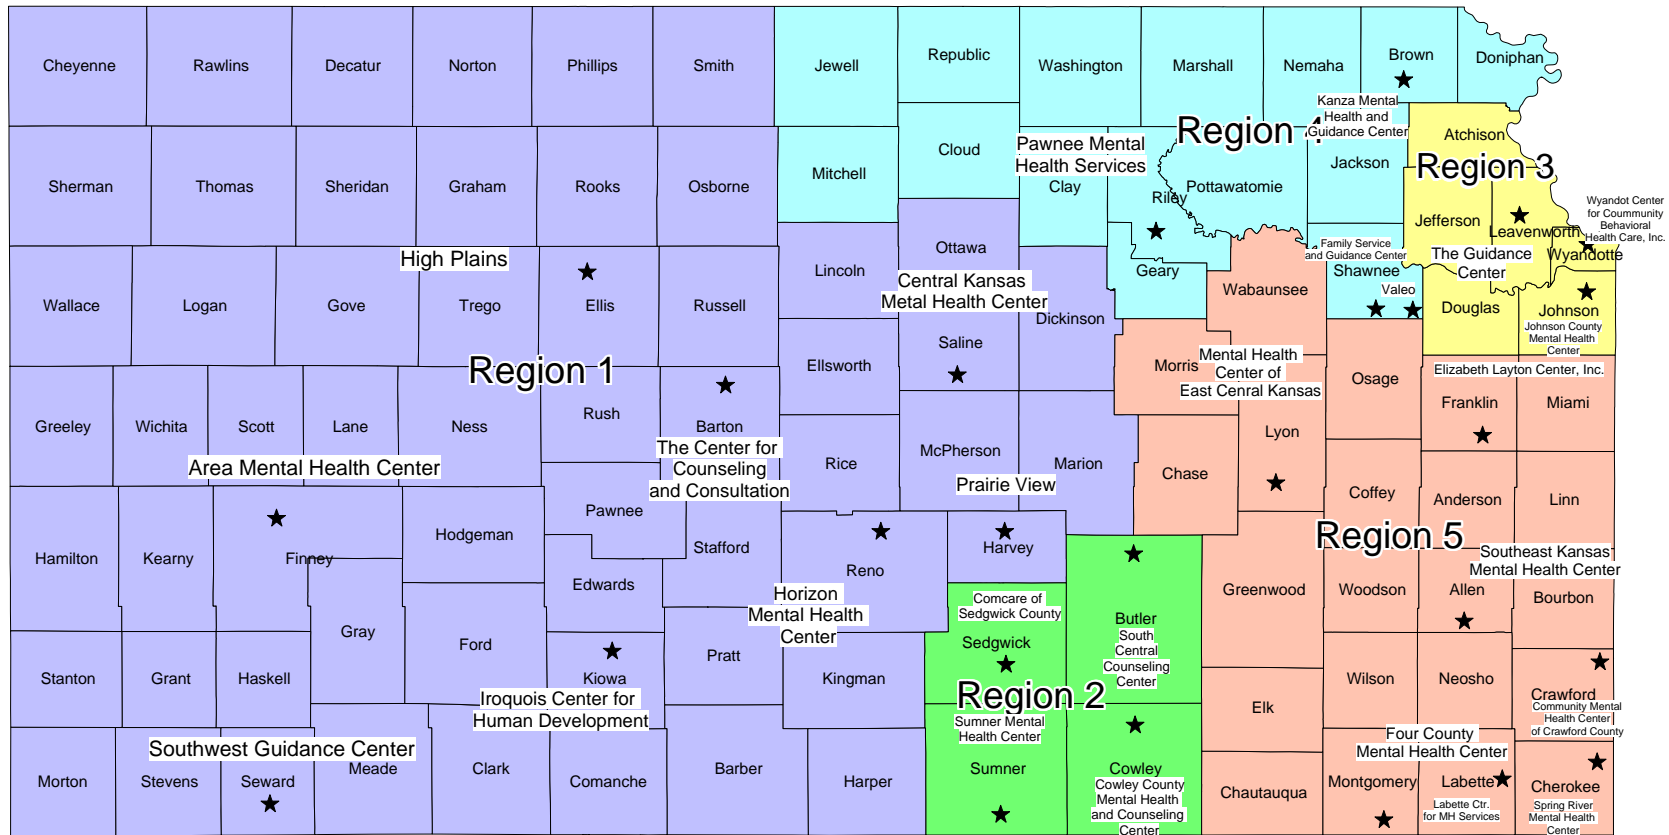 Cheyenne
Rawlins
Decatur
Norton
Phillips
Smith
Jewell
Republic
Washington
Marshall
Nemaha
Brown
Doniphan
Kanza Mental
Health and
Guidance Center
Region 4
Atchison
Region 3
Cloud
Pawnee Mental
Health Services
Jackson
Mitchell
Sherman
Thomas
Sheridan
Graham
Rooks
Osborne
Clay
Riley
Pottawatomie
Jefferson
Leavenworth
Wyandot Center
for Coummunity
Behavioral
Health Care, Inc.
Wyandotte
The Guidance
Center
Family Service
and Guidance Center
Shawnee
Valeo
High Plains
Ottawa
Lincoln
Central Kansas
Metal Health Center
Geary
Wabaunsee
Wallace
Logan
Gove
Trego
Ellis
Russell
Dickinson
Douglas
Johnson
Johnson County
Mental Health
Center
Saline
Ellsworth
Morris
Mental Health
Center of
East Cenral Kansas
Osage
Elizabeth Layton Center, Inc.
Region 1
Franklin
Miami
Greeley
Wichita
Scott
Lane
Ness
Rush
Barton
The Center for
Counseling
and Consultation
Rice
McPherson
Marion
Prairie View
Chase
Lyon
Area Mental Health Center
Coffey
Anderson
Linn
Pawnee
Region 5
Hamilton
Kearny
Finney
Hodgeman
Stafford
Reno
Harvey
Southeast Kansas
Mental Health Center
Edwards
Horizon
Mental Health
Center
Comcare of
Sedgwick County
Sedgwick
Butler
South
Central
Counseling
Center
Greenwood
Woodson
Allen
Bourbon
Gray
Ford
Pratt
Kingman
Stanton
Grant
Haskell
Kiowa
Iroquois Center for
Human Development
Region 2
Wilson
Neosho
Crawford
Community Mental
Health Center
of Crawford County
Elk
Sumner Mental
Health Center
Four County
Mental Health Center
Southwest Guidance Center
Morton
Stevens
Seward
Meade
Clark
Comanche
Barber
Harper
Sumner
Cowley
Cowley County
Mental Health
and Counseling
Center
Chautauqua
Montgomery
Labette
Labette Ctr.
for MH Services
Cherokee
Spring River
Mental Health
Center